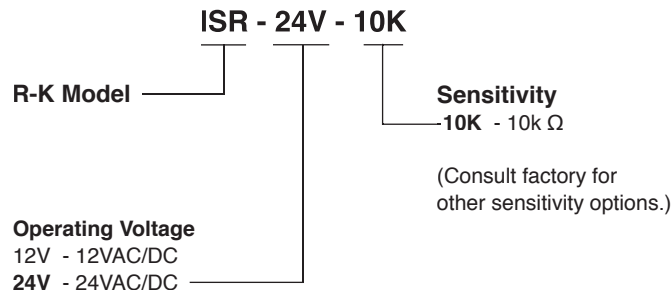 ISR - 24V - 10K
R-K Model
Sensitivity
10K - 10k Ω
(Consult factory for
other sensitivity options.)
Operating Voltage
12V - 12VAC/DC
24V - 24VAC/DC